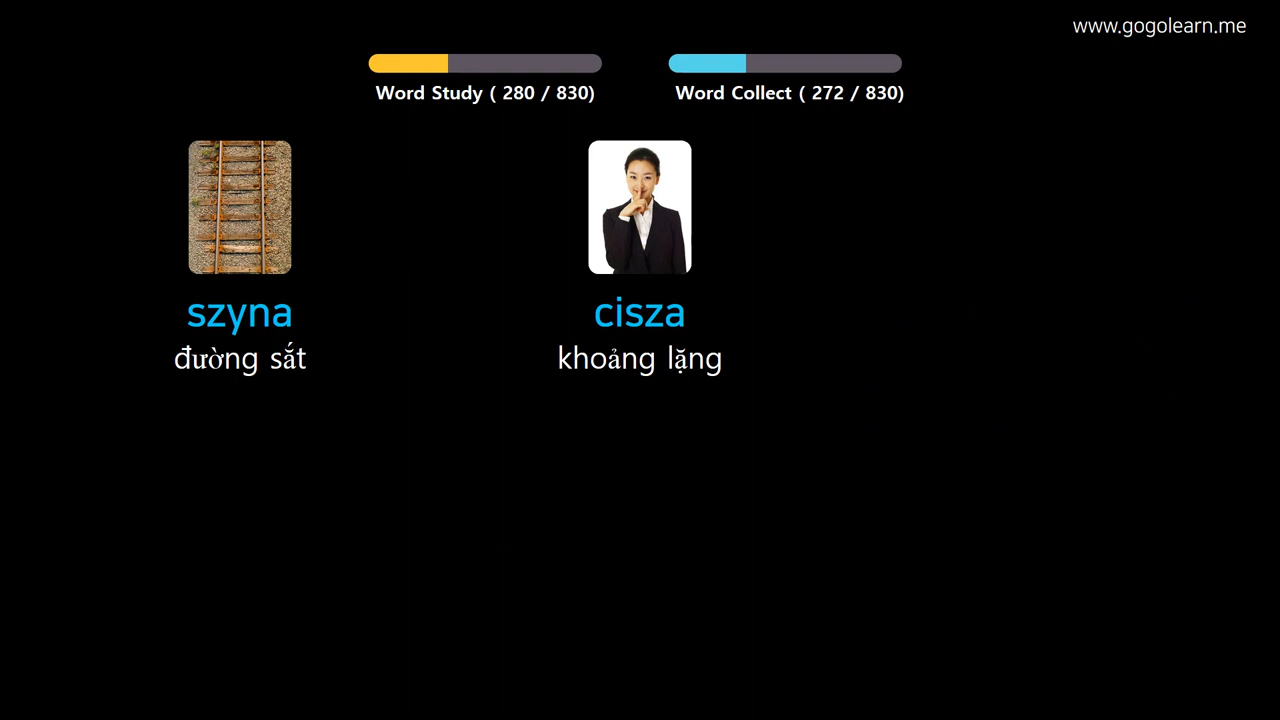 www.gogolearn.me
Word Study ( 280 / 830)
Word Collect ( 272 / 830)
szyna
đường sắt
cisza
khoảng lặng